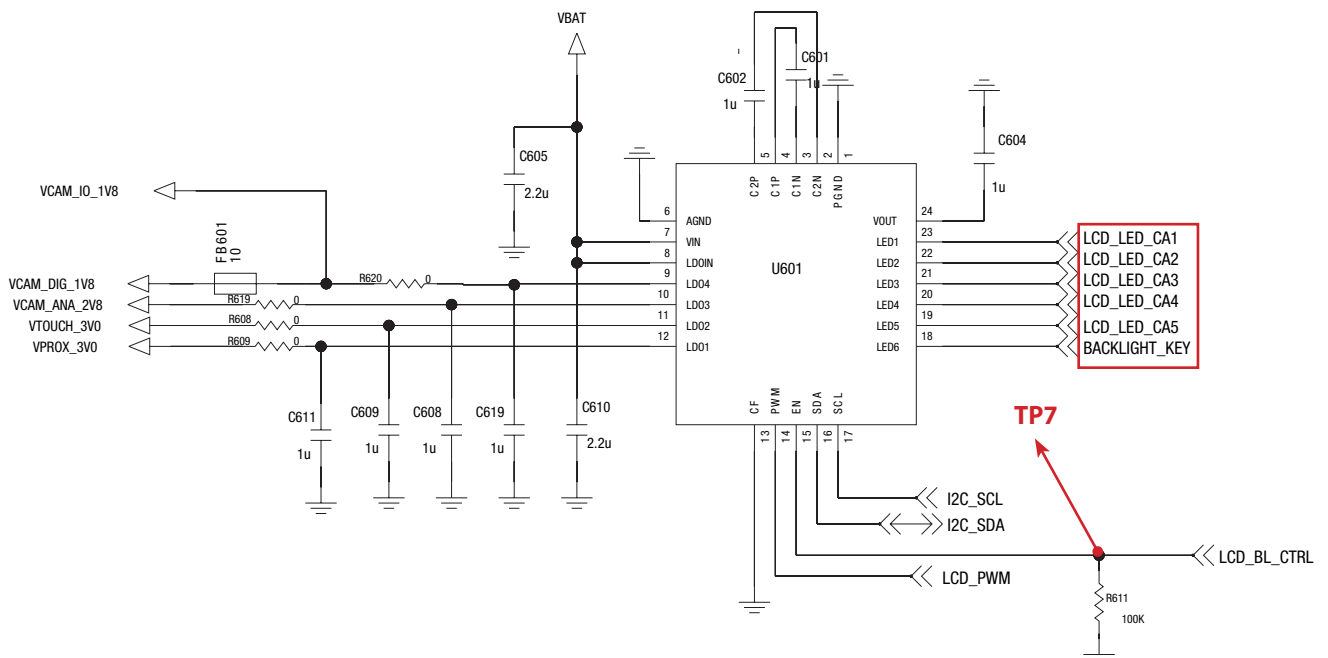 VBAT
C602
1u
C601
1u
C605
2.2u
C604
1u
VCAM_IO_1V8
FB601
10
VCAM_DIG_1V8
VCAM_ANA_2V8
VTOUCH_3V0
VPROX_3V0
R620 0
R619 0
R608 0
R609 0
5 4 3 2 1
C2P C1P C1N C2N PGND
6 AGND
7 VIN
8 LDOIN
9 LDO4
10 LDO3
11 LDO2
12 LDO1
U601
VOUT 24
LED1 23
LED2 22
LED3 21
LED4 20
LED5 19
LED6 18
LCD_LED_CA1
LCD_LED_CA2
LCD_LED_CA3
LCD_LED_CA4
LCD_LED_CA5
BACKLIGHT_KEY
CF PWM EN SDA SCL
13 14 15 16 17
C611
1u
C609
1u
C608
1u
C619
1u
C610
2.2u
TP7
I2C_SCL
I2C_SDA
LCD_BL_CTRL
LCD_PWM
R611
100K